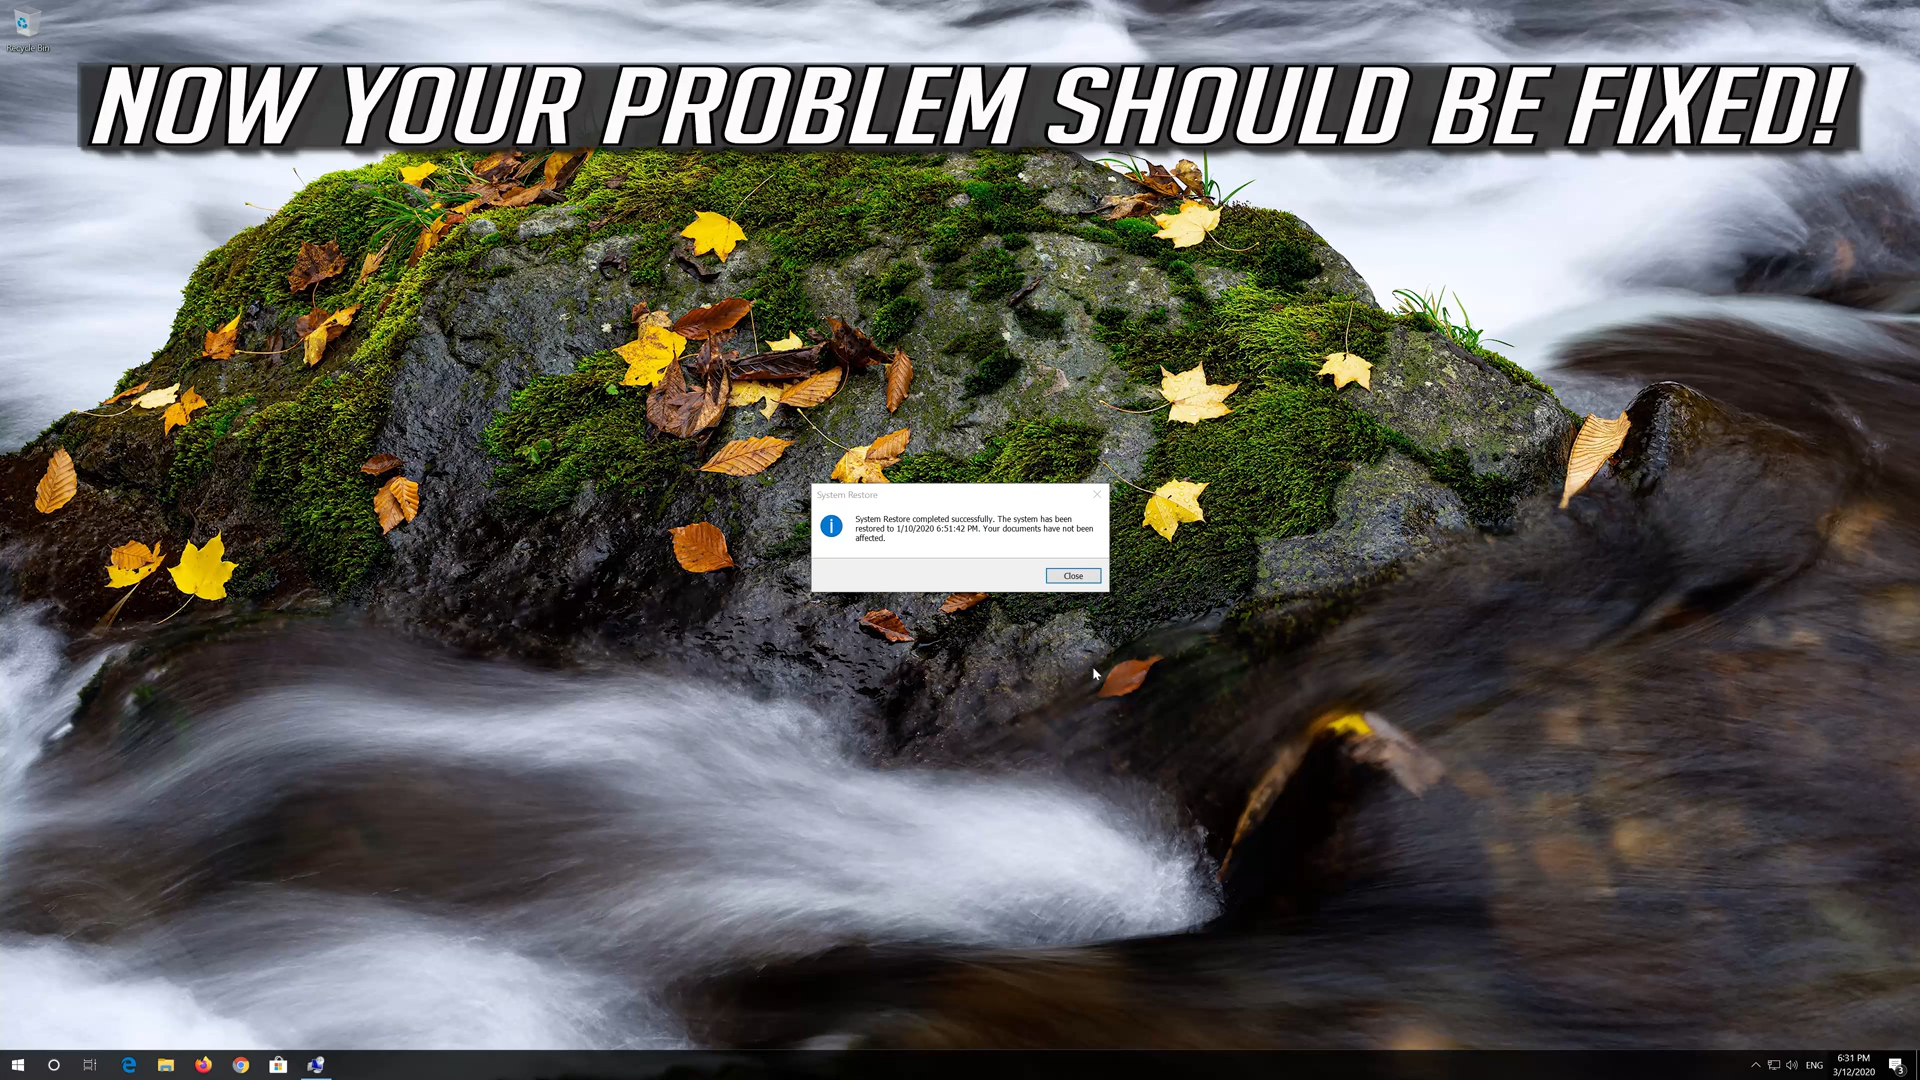 Recycle Bin
NOW YOUR PROBLEM SHOULD BE FIXED!
System Restore
System Restore completed successfully. The system has been
restored to 1/10/2020 6:51:42 PM. Your documents have not been
affected.
Close
ENG
6:31 PM
3/12/2020
3